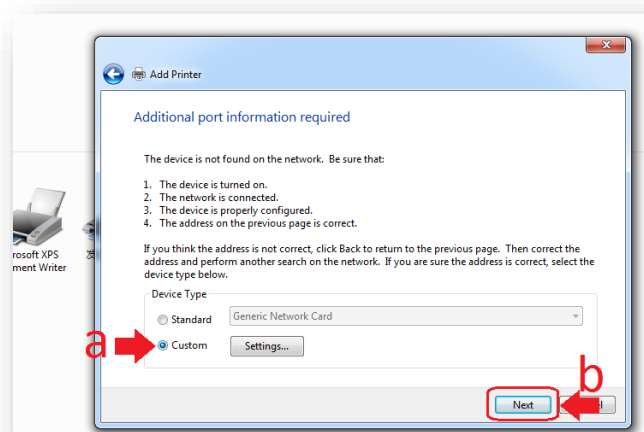 x
Add Printer
Additional port information required
The device is not found on the network. Be sure that:
1. The device is turned on.
2. The network is connected.
3. The device is properly configured.
4. The address on the previous page is correct.
If you think the address is not correct, click Back to return to the previous page. Then correct the
address and perform another search on the network. If you are sure the address is correct, select the
device type below.
Device Type
Standard
Generic Network Card
a
Custom
Settings...
b
Next
rosoft XPS
ment Writer